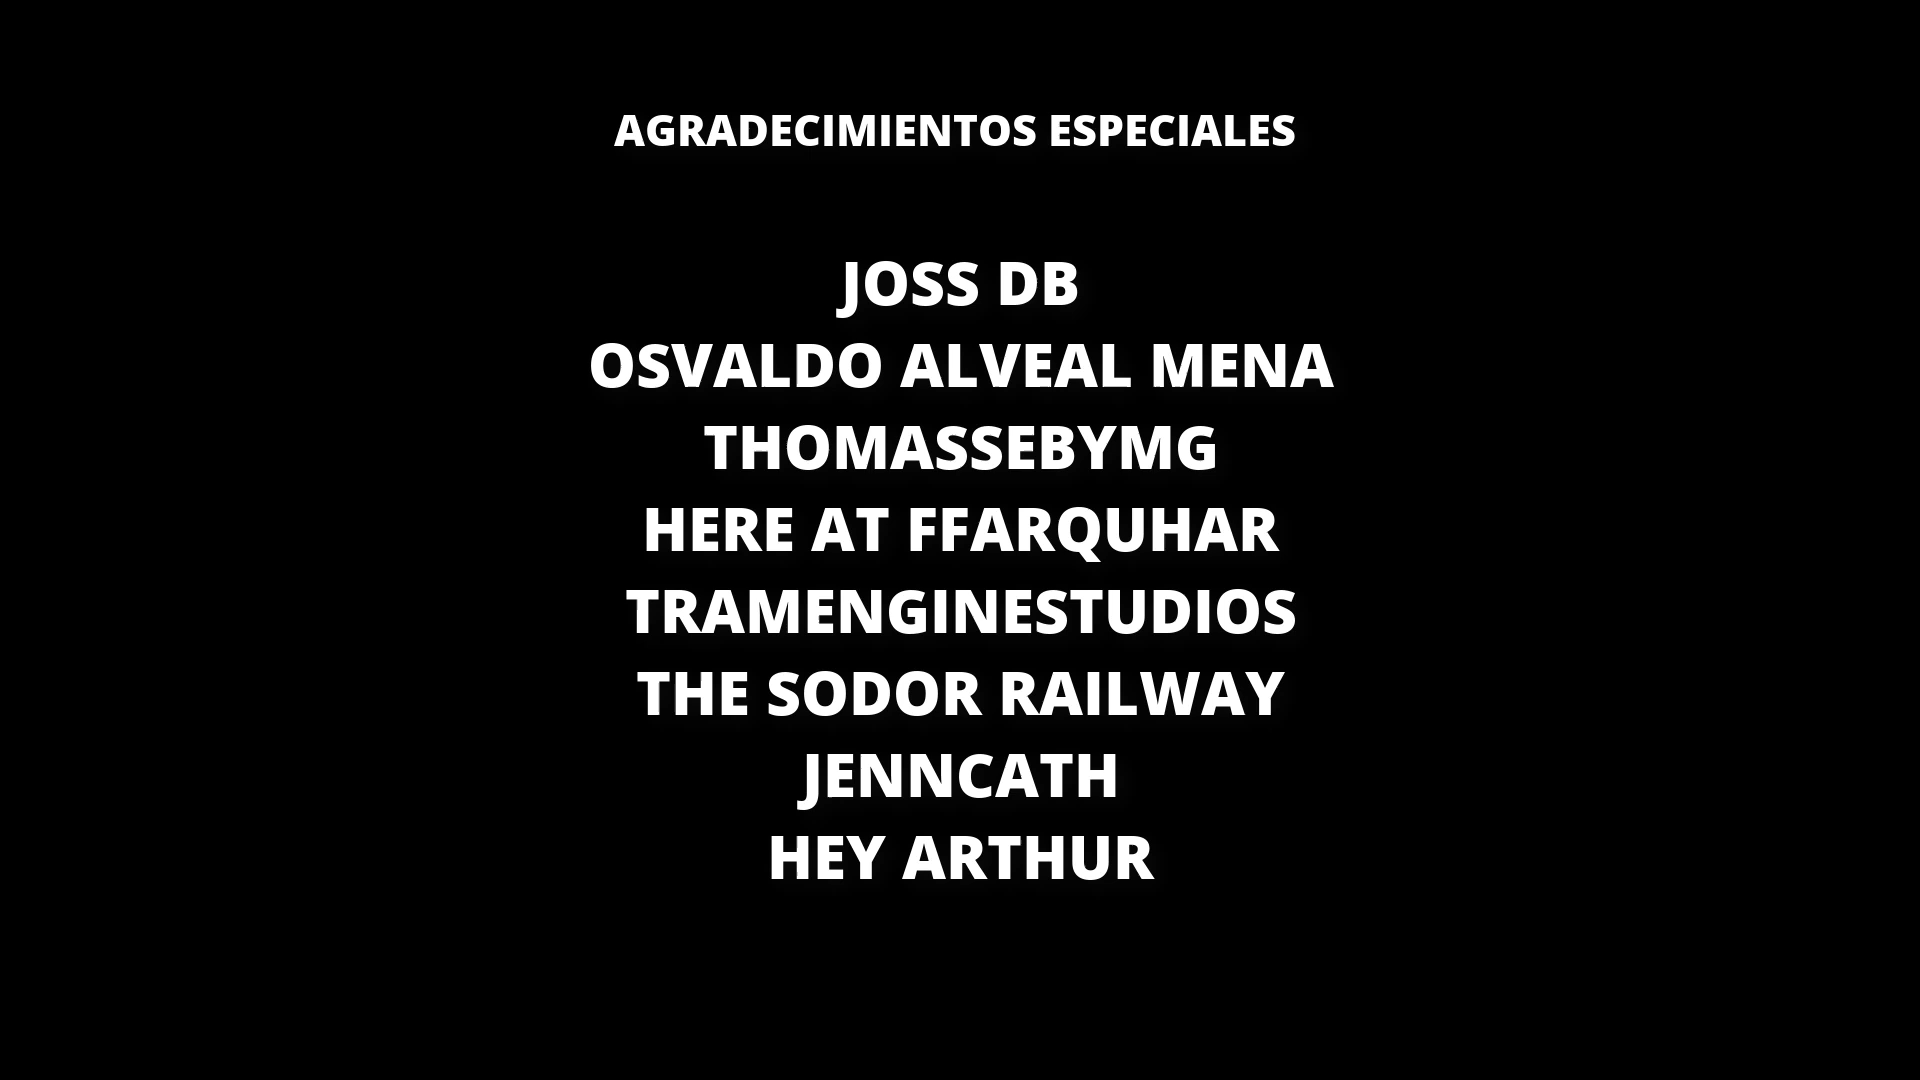 AGRADECIMIENTOS ESPECIALES
JOSS DB
OSVALDO ALVEAL MENA
THOMASSEBYMG
HERE AT FFARQUHAR
TRAMENGINESTUDIOS
THE SODOR RAILWAY
JENNCATH
HEY ARTHUR